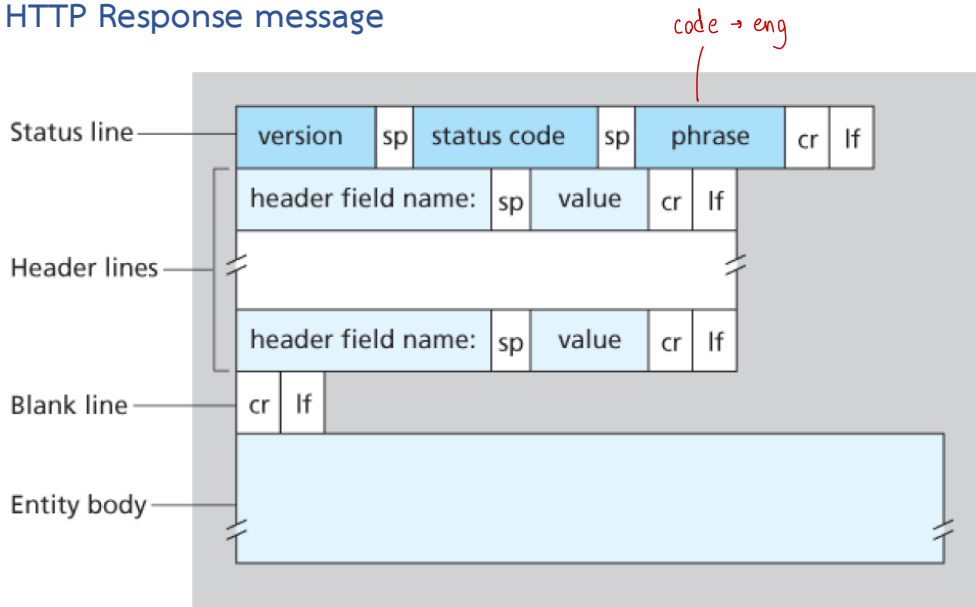 HTTP Response message
code → eng
Status line
version sp status code sp phrase cr lf
header field name: sp value cr lf
Header lines
header field name: sp value cr lf
Blank line
cr lf
Entity body